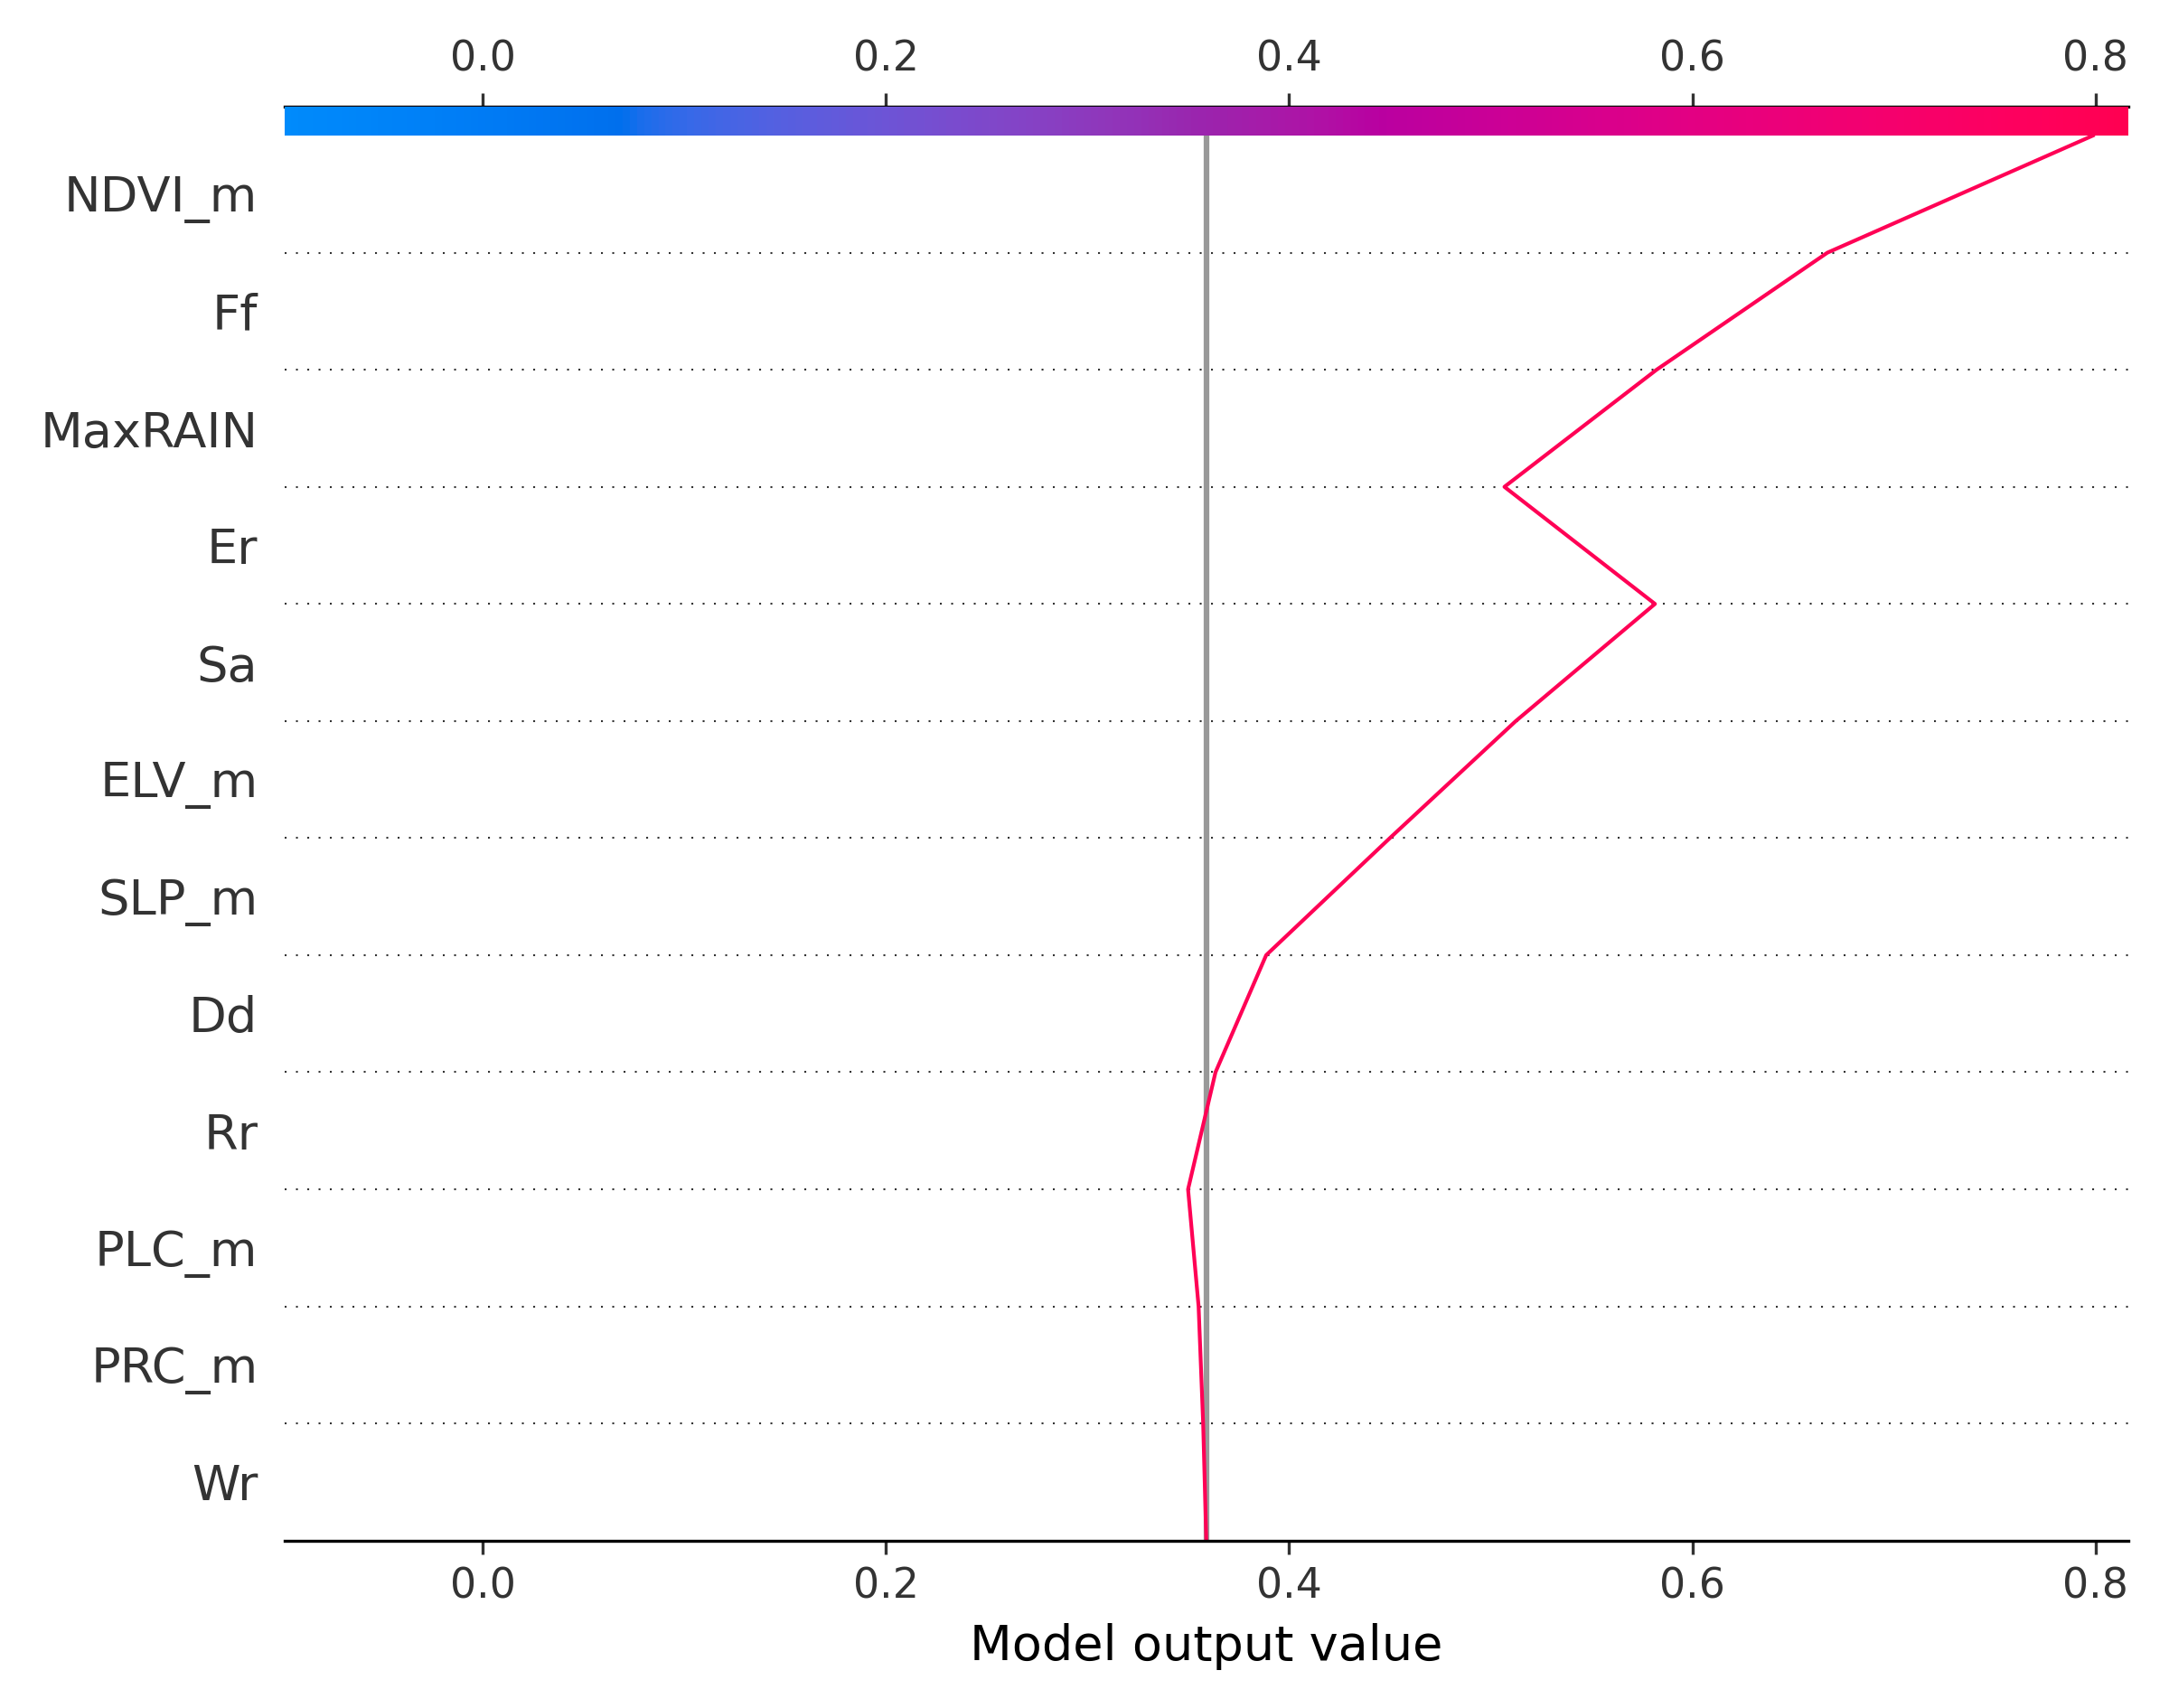 0.0 0.2 0.4 0.6 0.8
NDVI_m
Ff
MaxRAIN
Er
Sa
ELV_m
SLP_m
Dd
Rr
PLC_m
PRC_m
Wr
0.0 0.2 0.4 0.6 0.8
Model output value